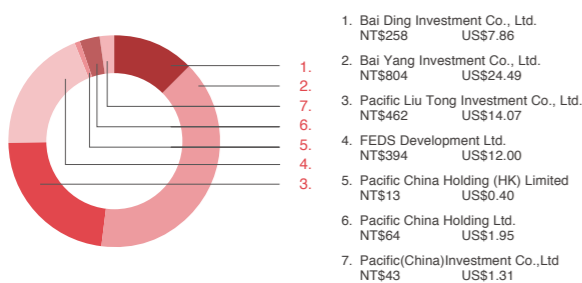 1.
2.
7.
6.
5.
4.
3.
1. Bai Ding Investment Co., Ltd.
NT$258 US$7.86
2. Bai Yang Investment Co., Ltd.
NT$804 US$24.49
3. Pacific Liu Tong Investment Co., Ltd.
NT$462 US$14.07
4. FEDS Development Ltd.
NT$394 US$12.00
5. Pacific China Holding (HK) Limited
NT$13 US$0.40
6. Pacific China Holding Ltd.
NT$64 US$1.95
7. Pacific(China)Investment Co.,Ltd
NT$43 US$1.31